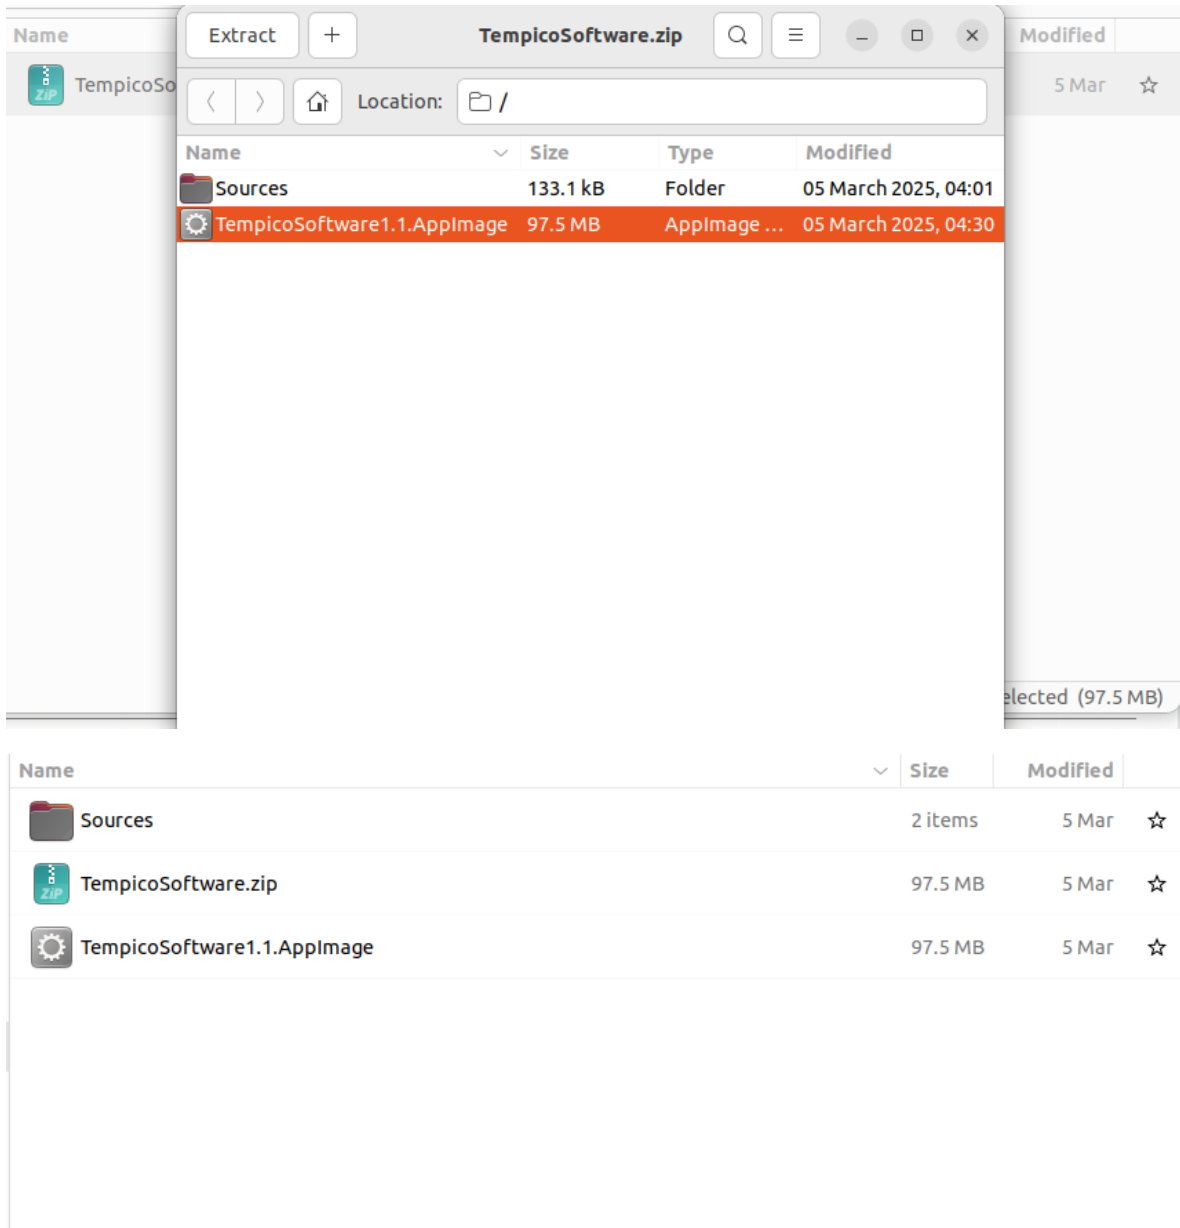 Name Extract + TempicoSoftware.zip Modified
ZIP TempicoSo Location: / 5 Mar
Name Size Type Modified
Sources 133.1 kB Folder 05 March 2025, 04:01
TempicoSoftware1.1.AppImage 97.5 MB AppImage ... 05 March 2025, 04:30
elected (97.5 MB)
Name Size Modified
Sources 2 items 5 Mar
ZIP TempicoSoftware.zip 97.5 MB 5 Mar
TempicoSoftware1.1.AppImage 97.5 MB 5 Mar